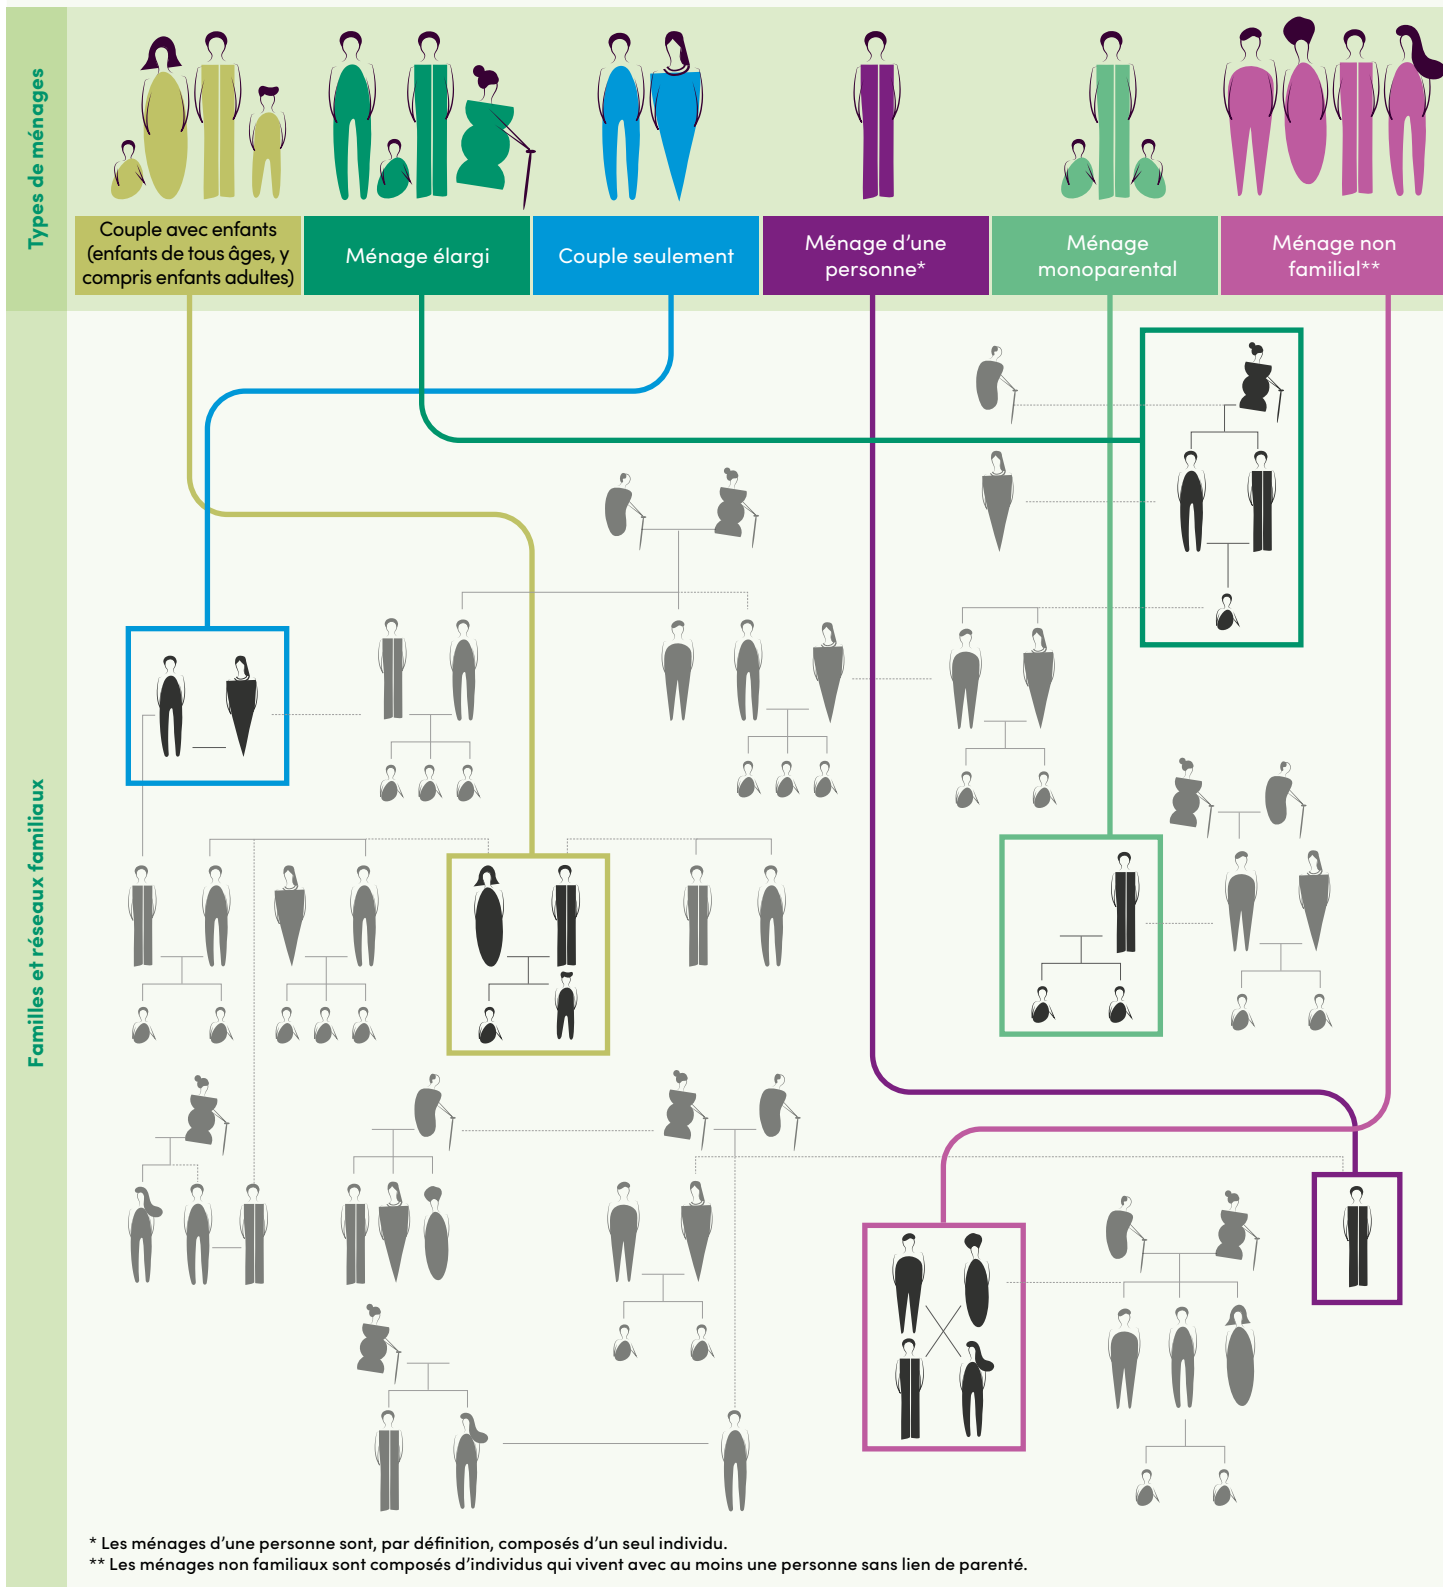 Types de ménages
Couple avec enfants
(enfants de tous âges, y
compris enfants adultes)
Ménage élargi
Couple seulement
Ménage d’une
personne*
Ménage
monoparental
Ménage non
familial**
Familles et réseaux familiaux
* Les ménages d’une personne sont, par définition, composés d’un seul individu.
** Les ménages non familiaux sont composés d’individus qui vivent avec au moins une personne sans lien de parenté.